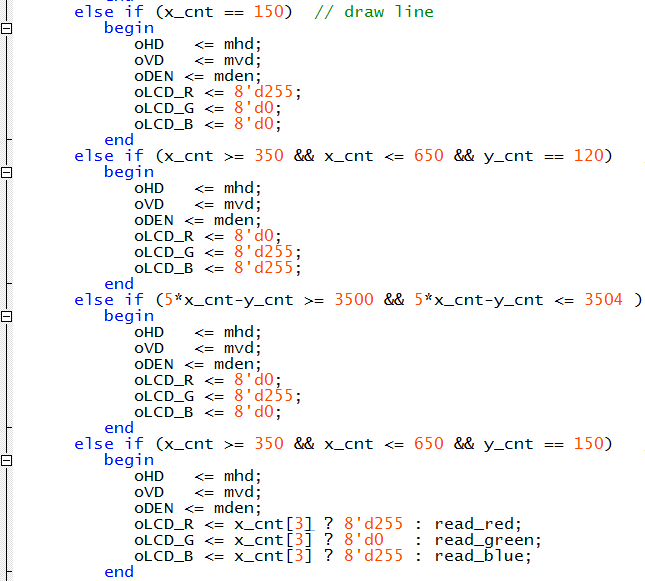 end
else if (x_cnt == 150)  // draw line
   begin
      oHD   <= mhd;
      oVD   <= mvd;
      oDEN <= mden;
      oLCD_R <= 8'd255;
      oLCD_G <= 8'd0;
      oLCD_B <= 8'd0;
   end
else if (x_cnt >= 350 && x_cnt <= 650 && y_cnt == 120)
   begin
      oHD   <= mhd;
      oVD   <= mvd;
      oDEN <= mden;
      oLCD_R <= 8'd0;
      oLCD_G <= 8'd255;
      oLCD_B <= 8'd255;
   end
else if (5*x_cnt-y_cnt >= 3500 && 5*x_cnt-y_cnt <= 3504 )
   begin
      oHD   <= mhd;
      oVD   <= mvd;
      oDEN <= mden;
      oLCD_R <= 8'd0;
      oLCD_G <= 8'd255;
      oLCD_B <= 8'd0;
   end
else if (x_cnt >= 350 && x_cnt <= 650 && y_cnt == 150)
   begin
      oHD   <= mhd;
      oVD   <= mvd;
      oDEN <= mden;
      oLCD_R <= x_cnt[3] ? 8'd255 : read_red;
      oLCD_G <= x_cnt[3] ? 8'd0   : read_green;
      oLCD_B <= x_cnt[3] ? 8'd255 : read_blue;
   end